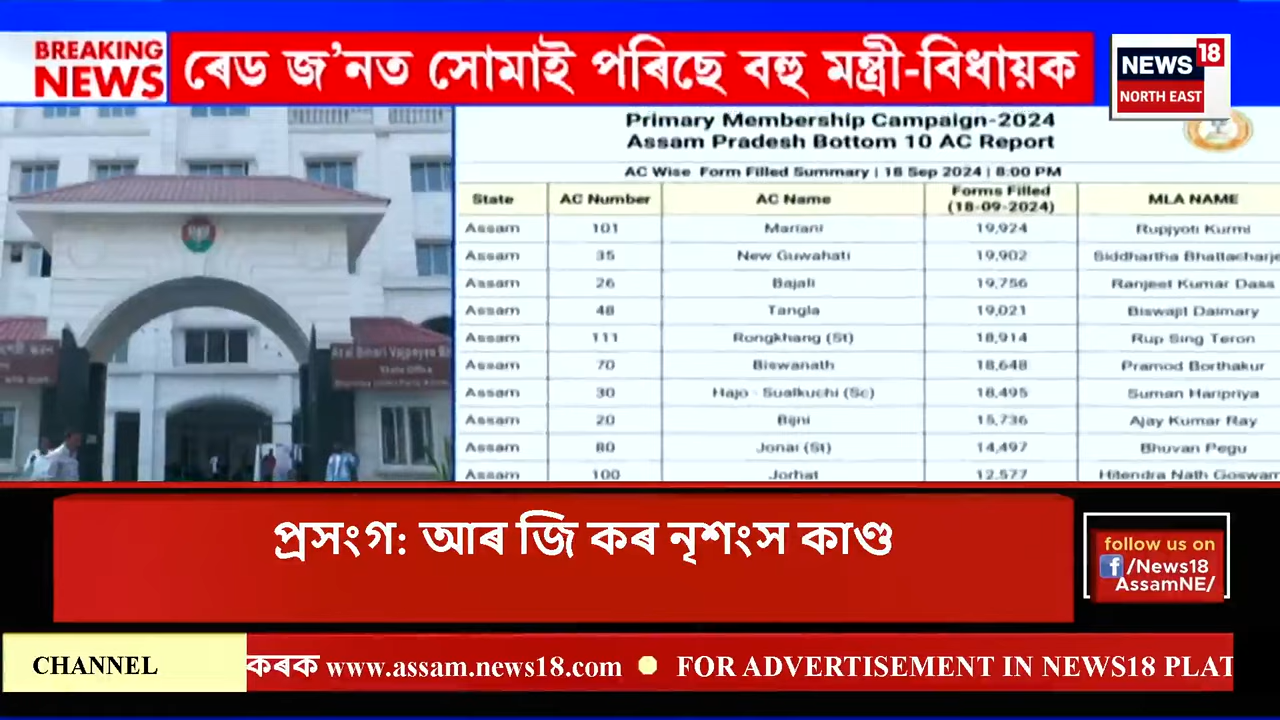 BREAKING
NEWS
ৰেড জ'নত সোমাই পৰিছে বহু মন্ত্ৰী-বিধায়ক
NEWS 18
NORTH EAST
Primary Membership Campaign-2024
Assam Pradesh Bottom 10 AC Report
AC Wise Form Filled Summary | 18 Sep 2024 | 8:00 PM
State AC Number AC Name Forms Filled (18-09-2024) MLA NAME
Assam 101 Mariani 19,924 Rupjyoti Kurmi
Assam 35 New Guwahati 19,902 Siddhartha Bhattacharje
Assam 26 Bajali 19,756 Ranjeet Kumar Dass
Assam 48 Tangla 19,021 Biswajit Daimary
Assam 111 Rongkhang (St) 18,914 Rup Sing Teron
Assam 70 Biswanath 18,648 Pramod Borthakur
Assam 30 Hajo - Sualkuchi (Sc) 18,495 Suman Haripriya
Assam 20 Bijni 15,736 Ajay Kumar Ray
Assam 80 Jonai (St) 14,497 Bhuvan Pegu
Assam 100 Jorhat 12,577 Hitendra Nath Goswam
Atal Bihari Vajpayee B
State Office
প্ৰসংগ: আৰ জি কৰ নৃশংস কাণ্ড
follow us on
/News18
AssamNE/
CHANNEL কৰক www.assam.news18.com FOR ADVERTISEMENT IN NEWS18 PLAT